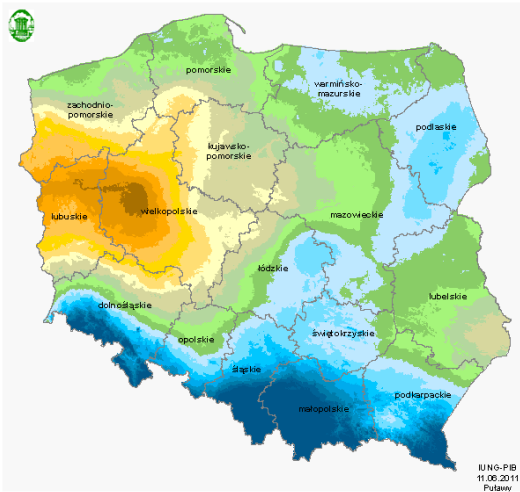 pomorskie
warmińsko-
mazurskie
zachodnio-
pomorskie
podlaskie
kujawsko-
pomorskie
lubuskie
wielkopolskie
mazowieckie
łódzkie
lubelskie
dolnośląskie
opolskie
świętokrzyskie
śląskie
podkarpackie
małopolskie
IUNG-PIB
11.06.2011
Puławy